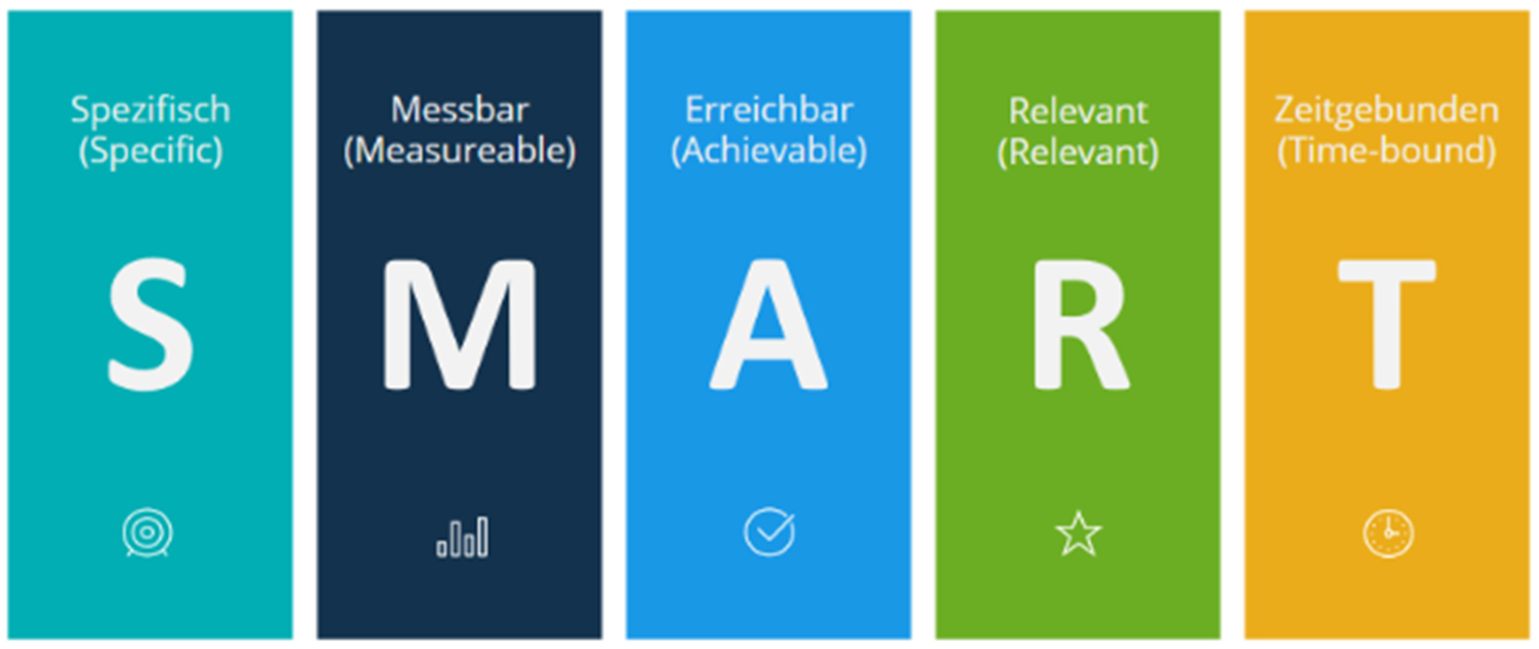 Spezifisch
(Specific)
S
Messbar
(Measureable)
M
Erreichbar
(Achievable)
A
Relevant
(Relevant)
R
Zeitgebunden
(Time-bound)
T